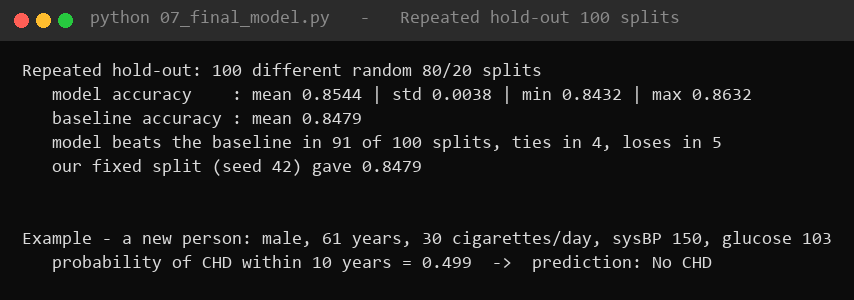 python 07_final_model.py - Repeated hold-out 100 splits
Repeated hold-out: 100 different random 80/20 splits
model accuracy : mean 0.8544 | std 0.0038 | min 0.8432 | max 0.8632
baseline accuracy : mean 0.8479
model beats the baseline in 91 of 100 splits, ties in 4, loses in 5
our fixed split (seed 42) gave 0.8479
Example - a new person: male, 61 years, 30 cigarettes/day, sysBP 150, glucose 103
probability of CHD within 10 years = 0.499 -> prediction: No CHD